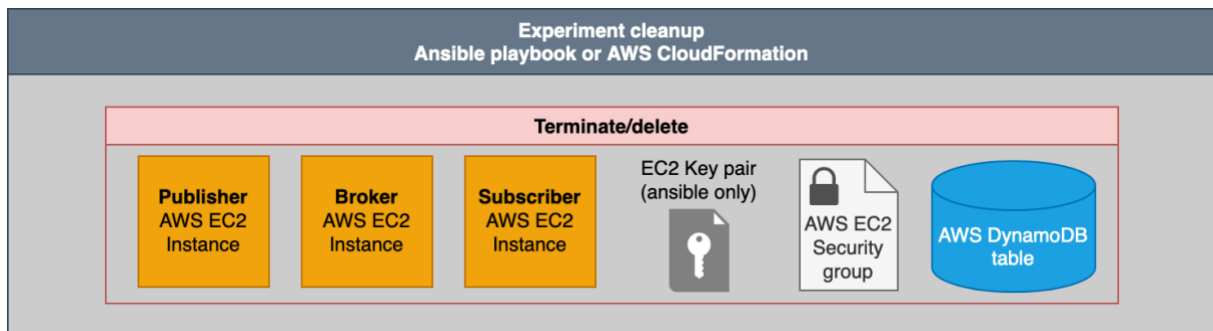 Experiment cleanup
Ansible playbook or AWS CloudFormation
Terminate/delete
Publisher
AWS EC2
Instance
Broker
AWS EC2
Instance
Subscriber
AWS EC2
Instance
EC2 Key pair
(ansible only)
AWS EC2
Security
group
AWS DynamoDB
table